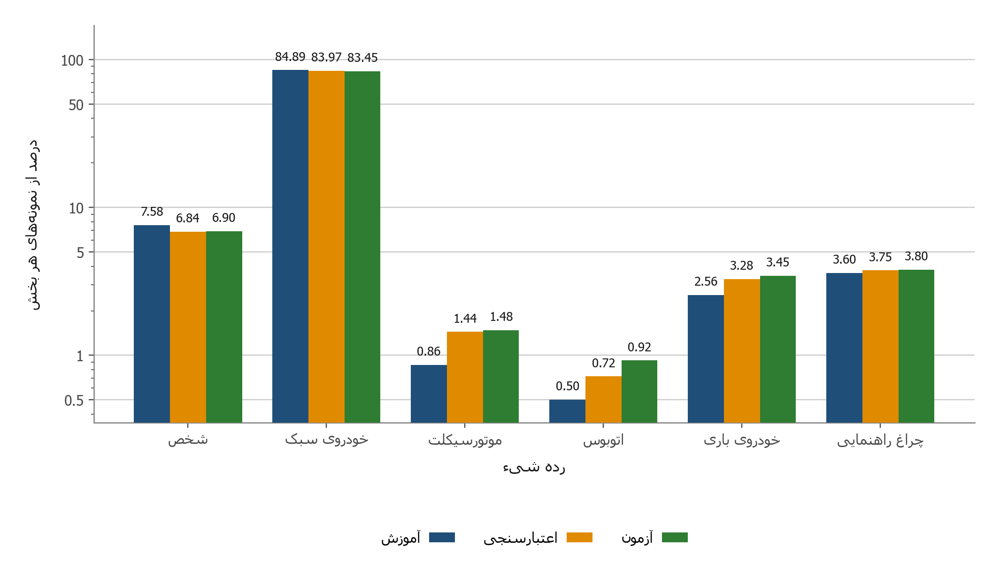 درصد از نمونه‌های هر بخش
100
50
10
5
1
0.5
7.58 6.84 6.90
84.89 83.97 83.45
0.86 1.44 1.48
0.50 0.72 0.92
2.56 3.28 3.45
3.60 3.75 3.80
شخص
خودروی سبک
موتورسیکلت
اتوبوس
خودروی باری
چراغ راهنمایی
رده شیء
آموزش
اعتبارسنجی
آزمون